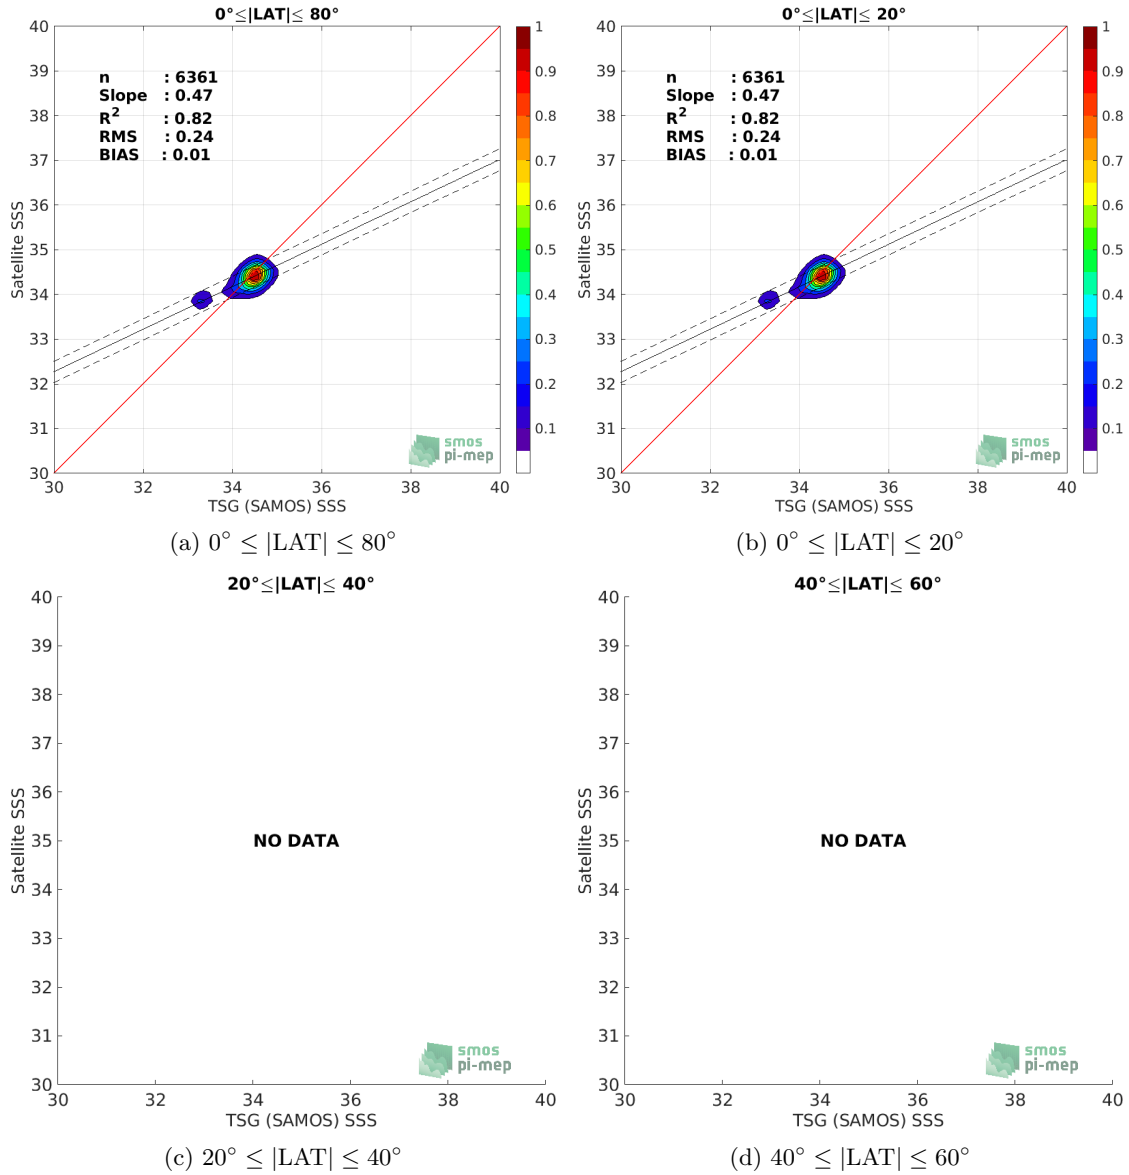 0°≤|LAT|≤ 80°
40
39
38
37
36
35
34
33
32
31
30
Satellite SSS
n : 6361
Slope : 0.47
R² : 0.82
RMS : 0.24
BIAS : 0.01
smos
pi-mep
30 32 34 36 38 40
TSG (SAMOS) SSS
1
0.9
0.8
0.7
0.6
0.5
0.4
0.3
0.2
0.1
(a) 0° ≤ |LAT| ≤ 80°
0°≤|LAT|≤ 20°
40
39
38
37
36
35
34
33
32
31
30
Satellite SSS
n : 6361
Slope : 0.47
R² : 0.82
RMS : 0.24
BIAS : 0.01
smos
pi-mep
30 32 34 36 38 40
TSG (SAMOS) SSS
1
0.9
0.8
0.7
0.6
0.5
0.4
0.3
0.2
0.1
(b) 0° ≤ |LAT| ≤ 20°
20°≤|LAT|≤ 40°
40
39
38
37
36
35
34
33
32
31
30
Satellite SSS
NO DATA
smos
pi-mep
30 32 34 36 38 40
TSG (SAMOS) SSS
(c) 20° ≤ |LAT| ≤ 40°
40°≤|LAT|≤ 60°
40
39
38
37
36
35
34
33
32
31
30
Satellite SSS
NO DATA
smos
pi-mep
30 32 34 36 38 40
TSG (SAMOS) SSS
(d) 40° ≤ |LAT| ≤ 60°